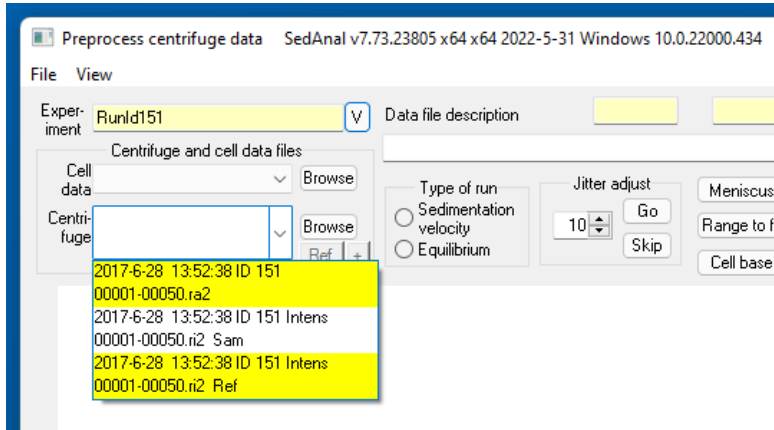 Preprocess centrifuge data SedAnal v7.73.23805 x64 x64 2022-5-31 Windows 10.0.22000.434
File View
Exper-
iment
RunId151
V
Data file description
Centrifuge and cell data files
Cell
data
Browse
Centri-
fuge
Browse
Ref +
Type of run
Sedimentation
velocity
Equilibrium
Jitter adjust
10
Go
Skip
Meniscus
Range to f
Cell base
2017-6-28 13:52:38 ID 151
00001-00050.ra2
2017-6-28 13:52:38 ID 151 Intens
00001-00050.ri2 Sam
2017-6-28 13:52:38 ID 151 Intens
00001-00050.ri2 Ref